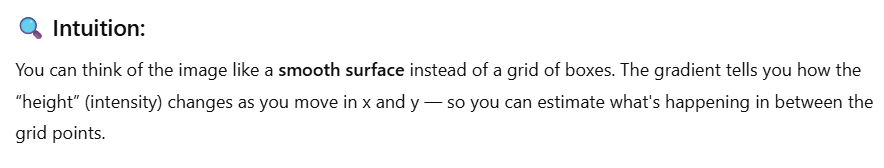 🔍 Intuition:
You can think of the image like a smooth surface instead of a grid of boxes. The gradient tells you how the
“height” (intensity) changes as you move in x and y — so you can estimate what's happening in between the
grid points.